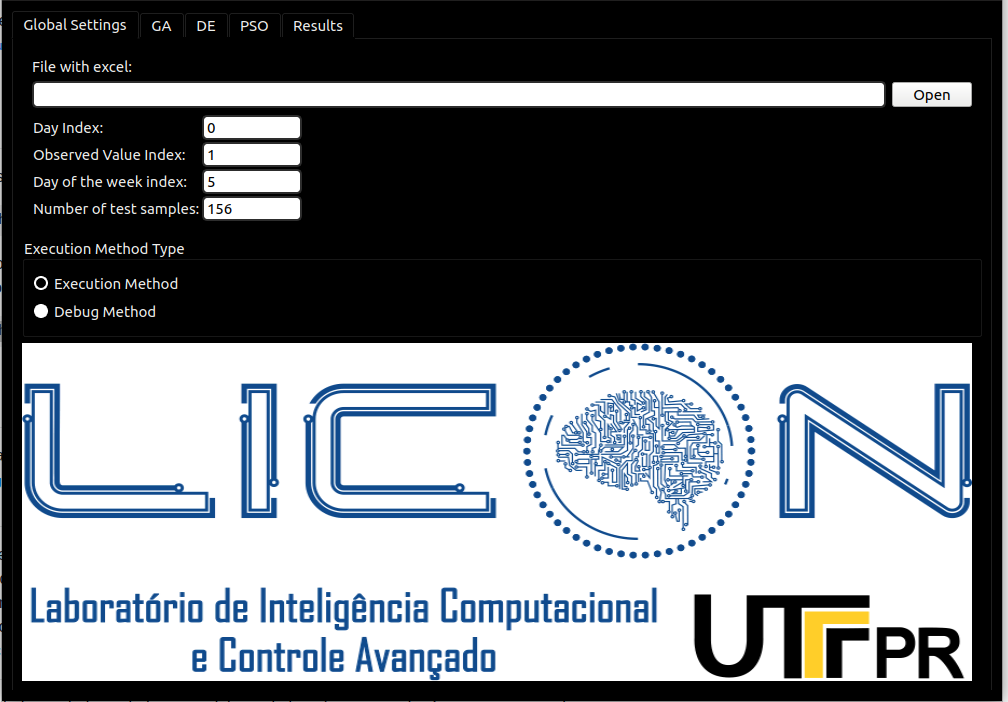 Global Settings GA DE PSO Results
File with excel:
Open
Day Index: 0
Observed Value Index: 1
Day of the week index: 5
Number of test samples: 156
Execution Method Type
Execution Method
Debug Method
LICON
Laboratório de Inteligência Computacional
e Controle Avançado
UTFPR